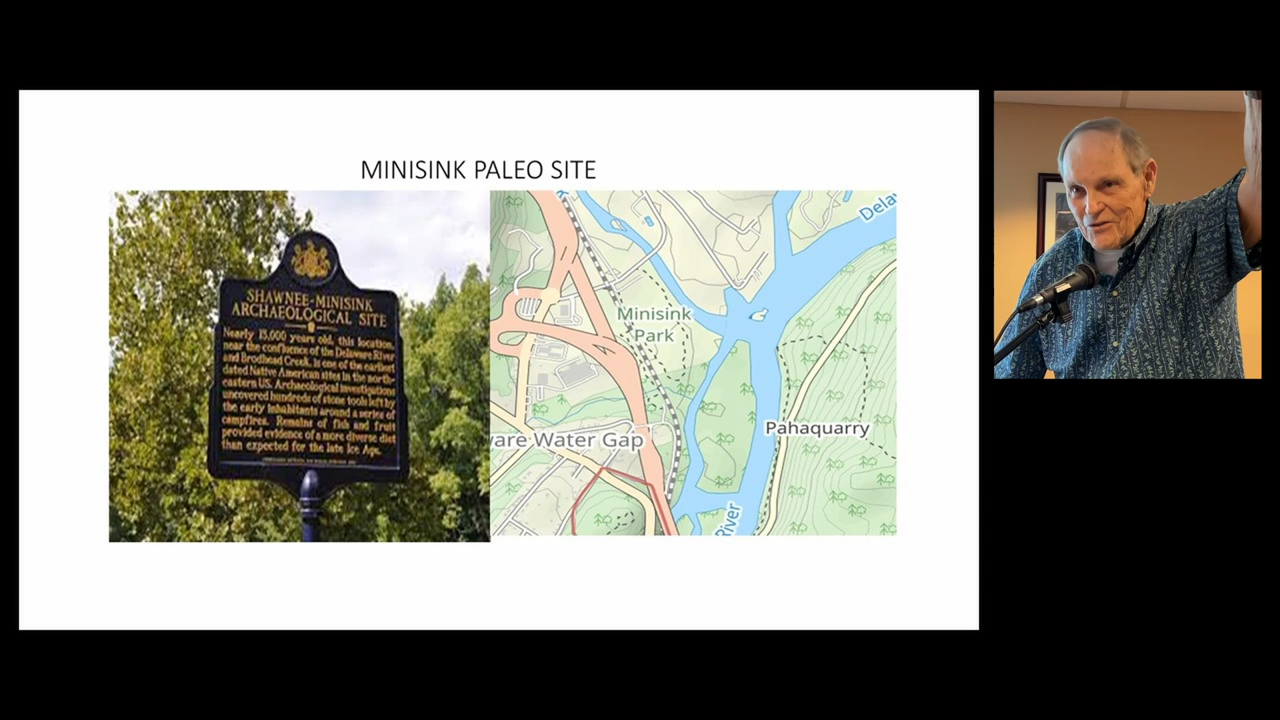 MINISINK PALEO SITE
SHAWNEE-MINISINK
ARCHAEOLOGICAL SITE
Nearly 13,000 years old, this location,
near the confluence of the Delaware River
and Brodhead Creek, is one of the earliest
dated Native American sites in the north-
eastern US. Archaeological investigations
uncovered hundreds of stone tools left by
the early inhabitants around a series of
campfires. Remains of fish and fruit
provided evidence of a more diverse diet
than expected for the late Ice Age.
Dela
Minisink
Park
Pahaquarry
ware Water Gap
River